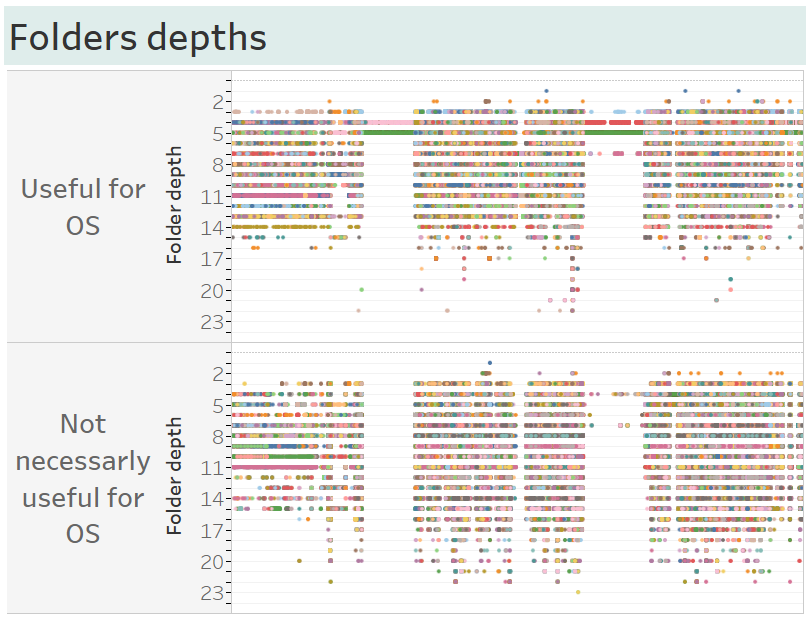 Folders depths
Useful for
OS
Folder depth
2
5
8
11
14
17
20
23
Not
necessarly
useful for
OS
Folder depth
2
5
8
11
14
17
20
23